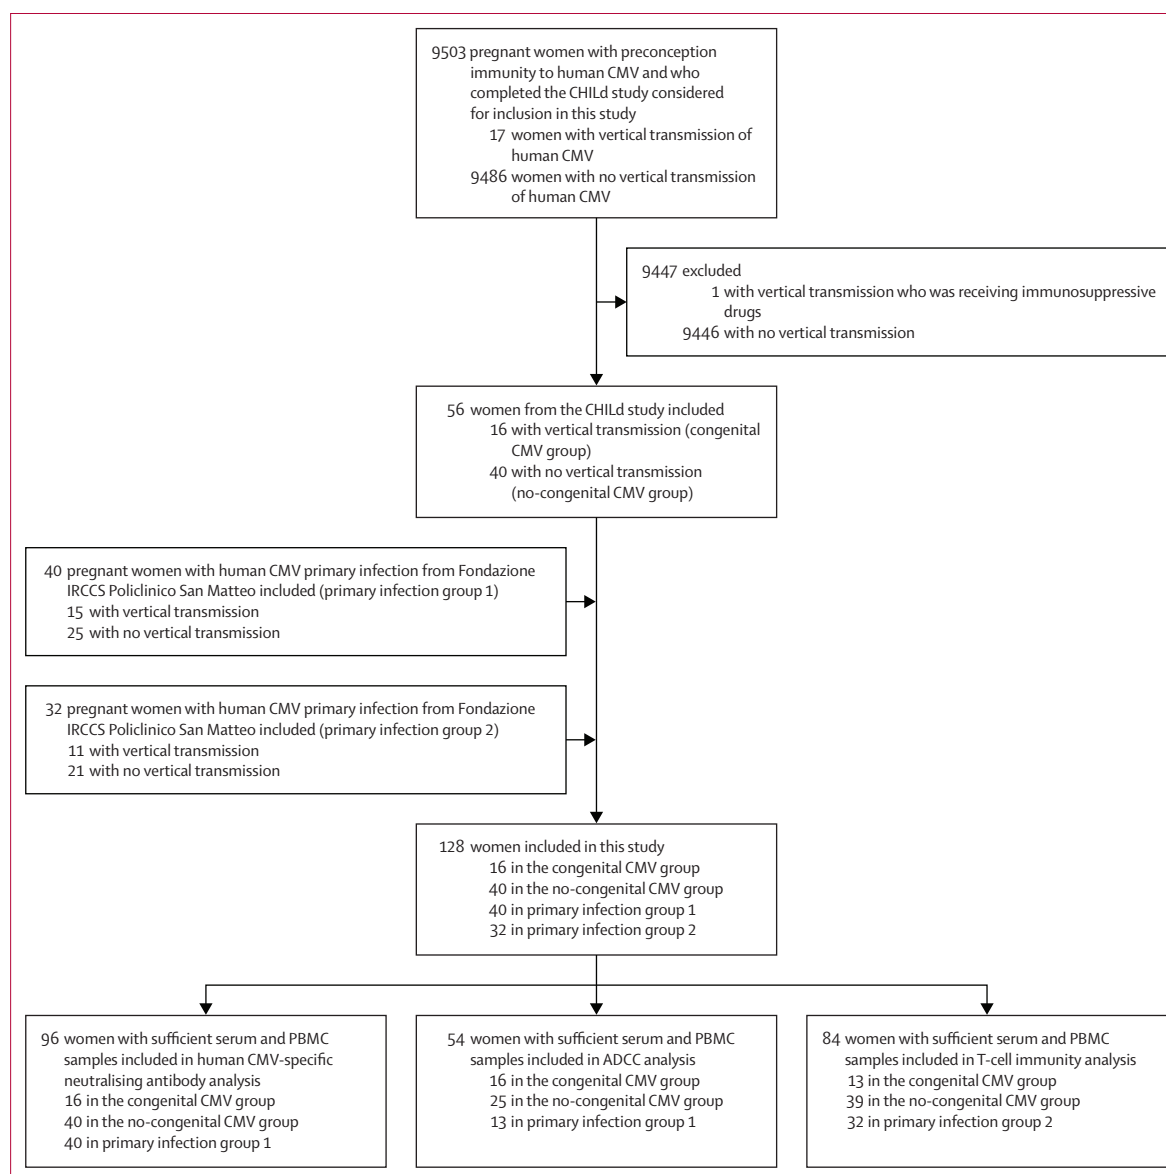 9503 pregnant women with preconception
immunity to human CMV and who
completed the CHILd study considered
for inclusion in this study
17 women with vertical transmission of
human CMV
9486 women with no vertical transmission
of human CMV
9447 excluded
1 with vertical transmission who was receiving immunosuppressive
drugs
9446 with no vertical transmission
56 women from the CHILd study included
16 with vertical transmission (congenital
CMV group)
40 with no vertical transmission
(no-congenital CMV group)
40 pregnant women with human CMV primary infection from Fondazione
IRCCS Policlinico San Matteo included (primary infection group 1)
15 with vertical transmission
25 with no vertical transmission
32 pregnant women with human CMV primary infection from Fondazione
IRCCS Policlinico San Matteo included (primary infection group 2)
11 with vertical transmission
21 with no vertical transmission
128 women included in this study
16 in the congenital CMV group
40 in the no-congenital CMV group
40 in primary infection group 1
32 in primary infection group 2
96 women with sufficient serum and PBMC
samples included in human CMV-specific
neutralising antibody analysis
16 in the congenital CMV group
40 in the no-congenital CMV group
40 in primary infection group 1
54 women with sufficient serum and PBMC
samples included in ADCC analysis
16 in the congenital CMV group
25 in the no-congenital CMV group
13 in primary infection group 1
84 women with sufficient serum and PBMC
samples included in T-cell immunity analysis
13 in the congenital CMV group
39 in the no-congenital CMV group
32 in primary infection group 2